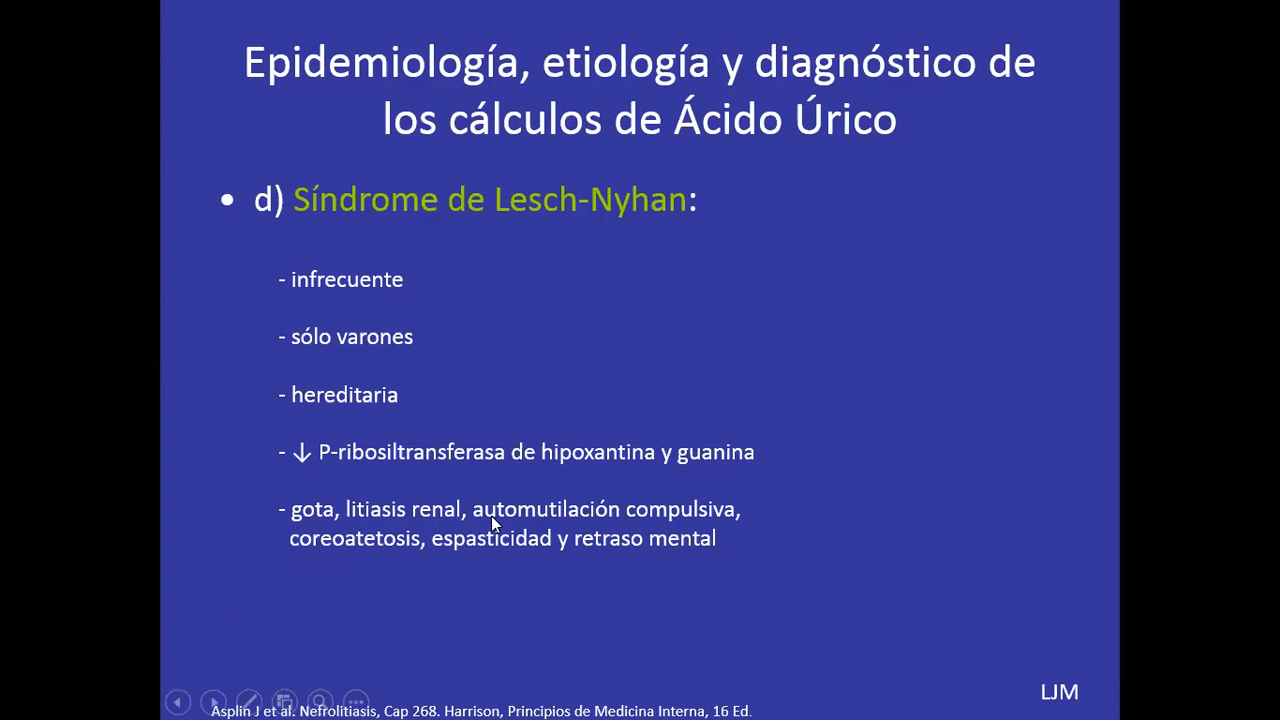 Epidemiología, etiología y diagnóstico de
los cálculos de Ácido Úrico
• d) Síndrome de Lesch-Nyhan:
- infrecuente
- sólo varones
- hereditaria
- ↓ P-ribosiltransferasa de hipoxantina y guanina
- gota, litiasis renal, automutilación compulsiva,
coreoatetosis, espasticidad y retraso mental
LJM
Asplin J et al. Nefrolitiasis, Cap 268. Harrison, Principios de Medicina Interna, 16 Ed.